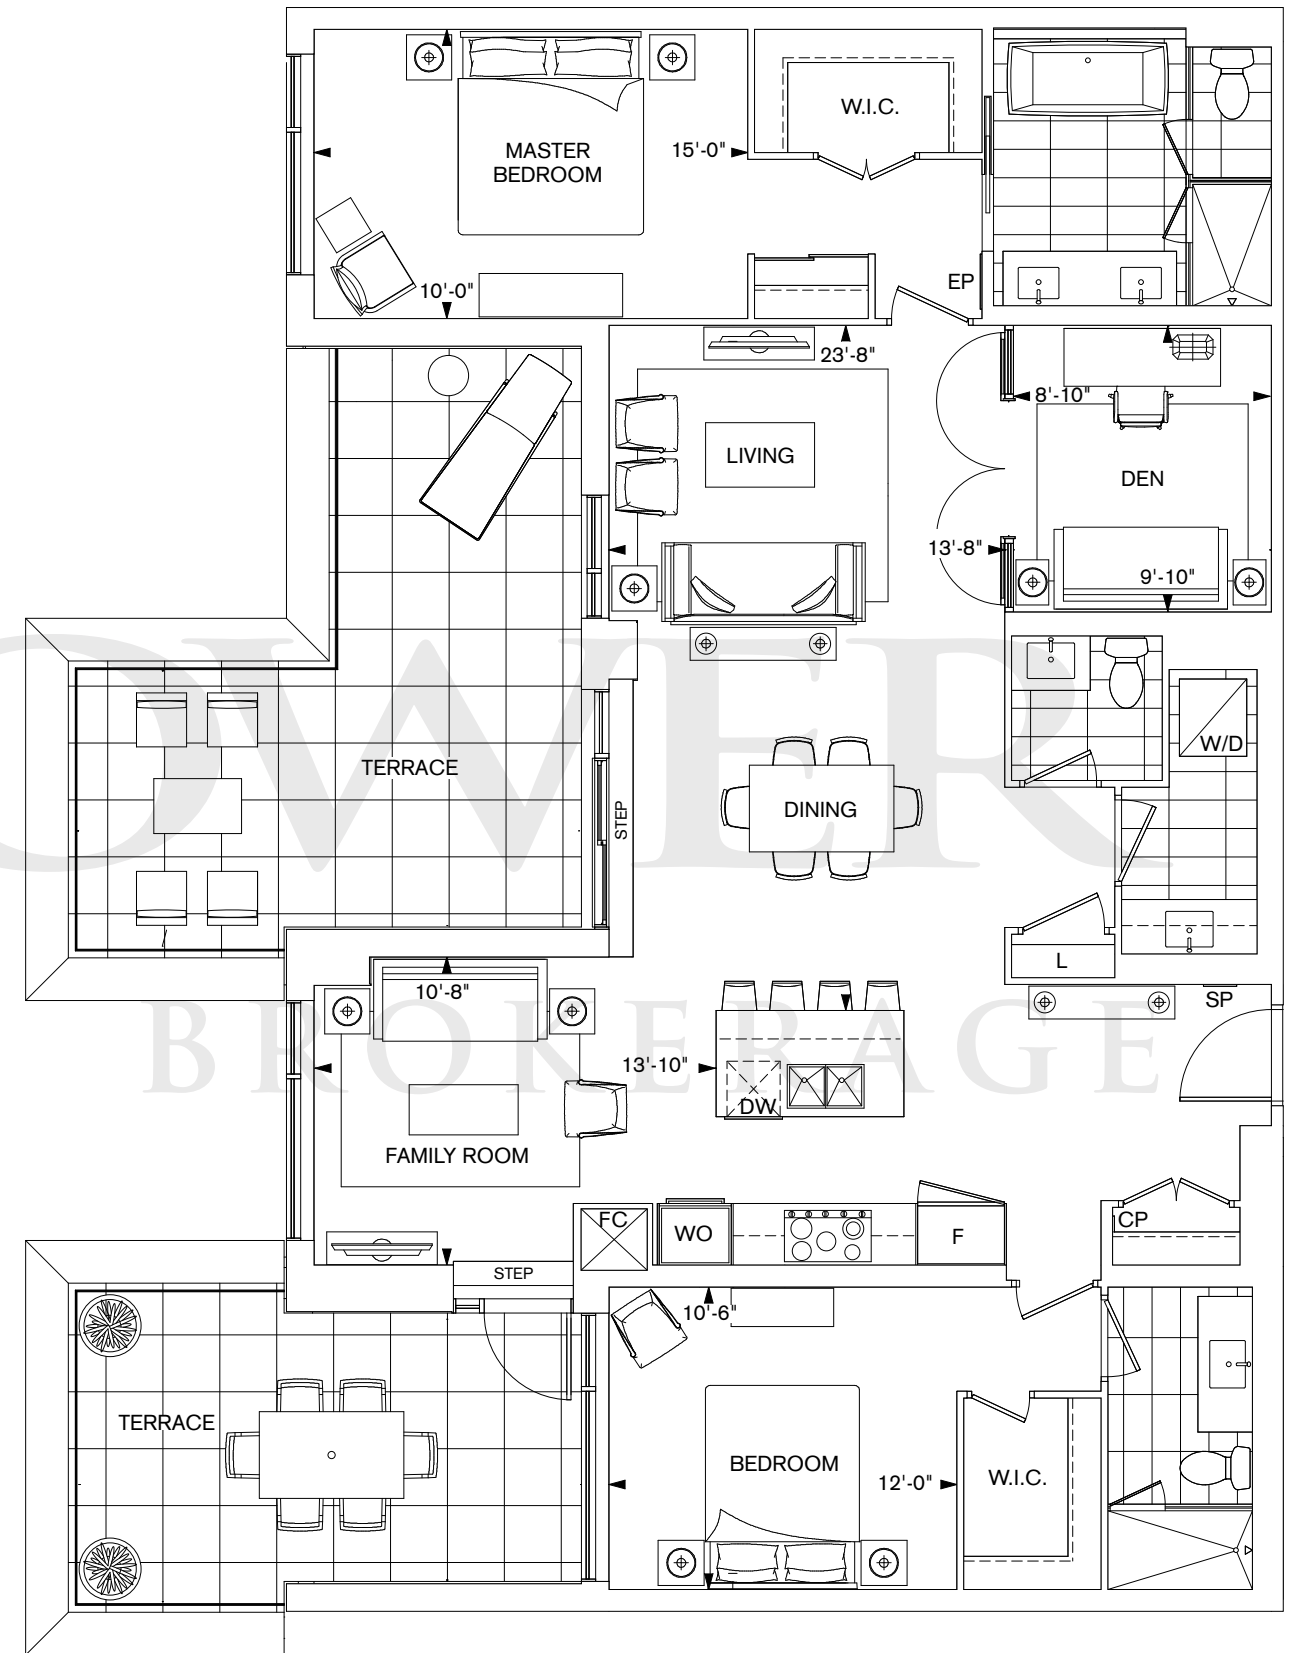 W.I.C.
MASTER
BEDROOM
15'-0"
10'-0"
EP
23'-8"
8'-10"
LIVING
DEN
13'-8"
9'-10"
OWER
W/D
TERRACE
STEP
DINING
L
10'-8"
SP
BROKERAGE
13'-10"
DW
FAMILY ROOM
FC
WO
F
CP
STEP
10'-6"
TERRACE
BEDROOM
12'-0"
W.I.C.